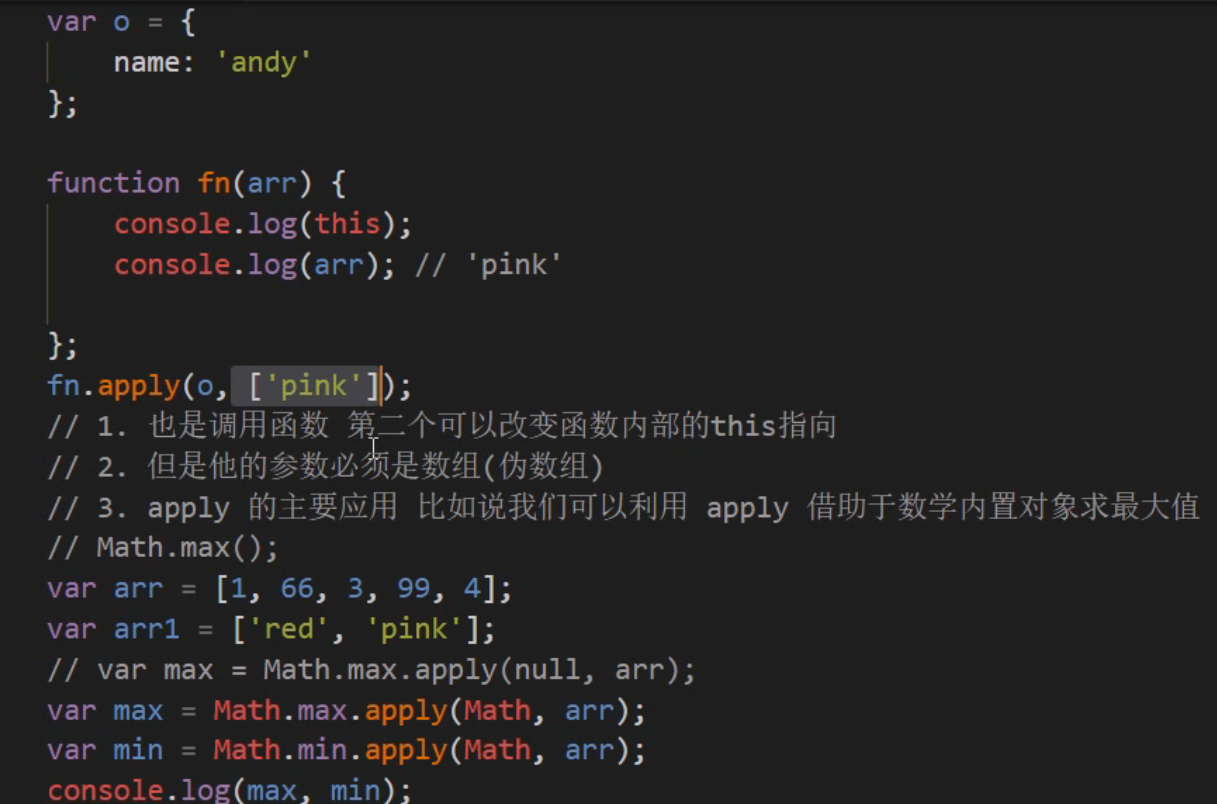 var o = {
    name: 'andy'
};
function fn(arr) {
    console.log(this);
    console.log(arr); // 'pink'
};
fn.apply(o, ['pink']);
// 1. 也是调用函数 第二个可以改变函数内部的this指向
// 2. 但是他的参数必须是数组(伪数组)
// 3. apply 的主要应用 比如说我们可以利用 apply 借助于数学内置对象求最大值
// Math.max();
var arr = [1, 66, 3, 99, 4];
var arr1 = ['red', 'pink'];
// var max = Math.max.apply(null, arr);
var max = Math.max.apply(Math, arr);
var min = Math.min.apply(Math, arr);
console.log(max, min);